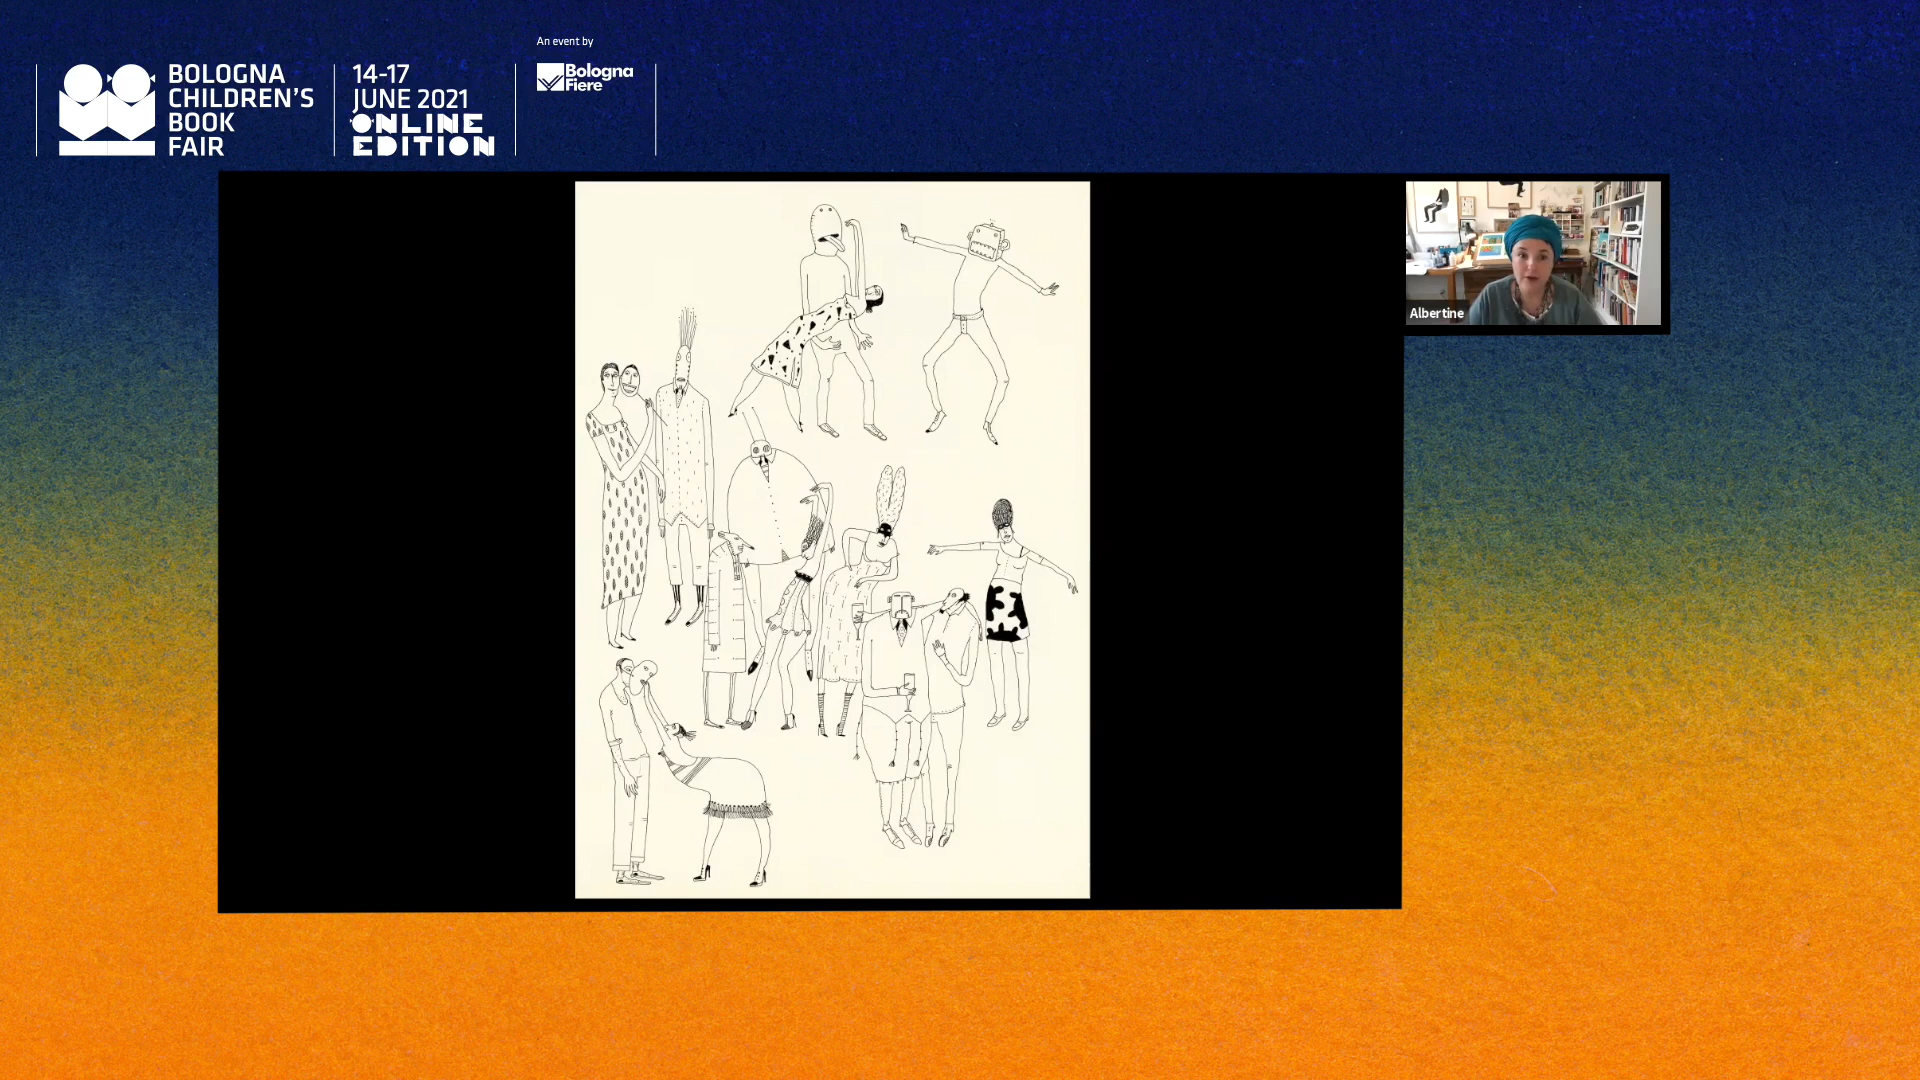 BOLOGNA
CHILDREN'S
BOOK
FAIR
14-17
JUNE 2021
ONLINE
EDITION
An event by
Bologna
Fiere
Albertine